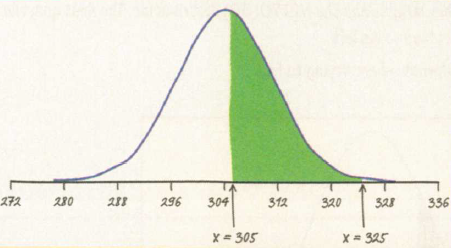 272 280 288 296 304 312 320 328 336
x = 305 x = 325